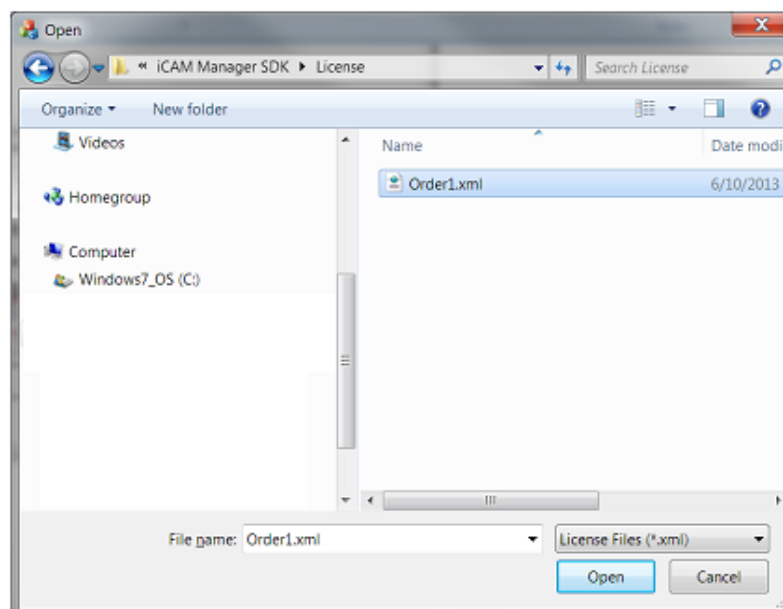 Open
« iCAM Manager SDK ▸ License
Search License
Organize
New folder
Videos
Homegroup
Computer
Windows7_OS (C:)
Name
Date modi
Order1.xml
6/10/2013
File name: Order1.xml
License Files (*.xml)
Open
Cancel